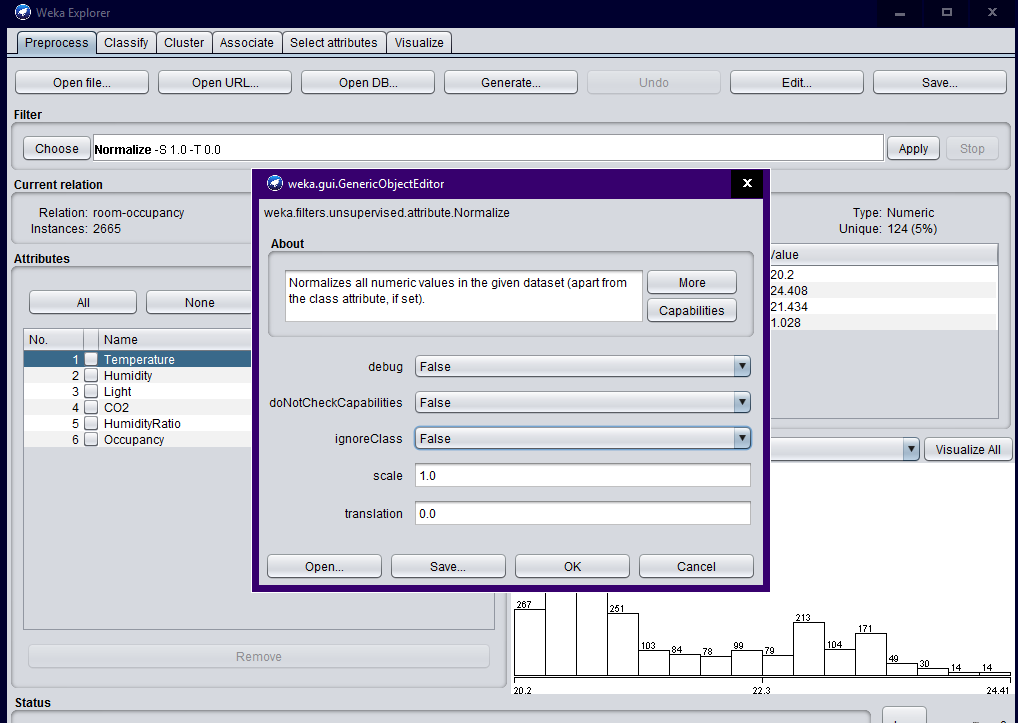 Weka Explorer
Preprocess Classify Cluster Associate Select attributes Visualize
Open file... Open URL... Open DB... Generate... Undo Edit... Save...
Filter
Choose Normalize -S 1.0 -T 0.0 Apply Stop
Current relation
Relation: room-occupancy
Instances: 2665
Type: Numeric
Unique: 124 (5%)
Attributes
All None
No. Name
1 Temperature
2 Humidity
3 Light
4 CO2
5 HumidityRatio
6 Occupancy
Remove
Status
weka.gui.GenericObjectEditor
weka.filters.unsupervised.attribute.Normalize
About
Normalizes all numeric values in the given dataset (apart from
the class attribute, if set).
More
Capabilities
debug False
doNotCheckCapabilities False
ignoreClass False
scale 1.0
translation 0.0
Open... Save... OK Cancel
Value
20.2
24.408
21.434
1.028
Visualize All
267 251 103 84 78 99 79 213 104 171 49 30 14 14
20.2 22.3 24.41